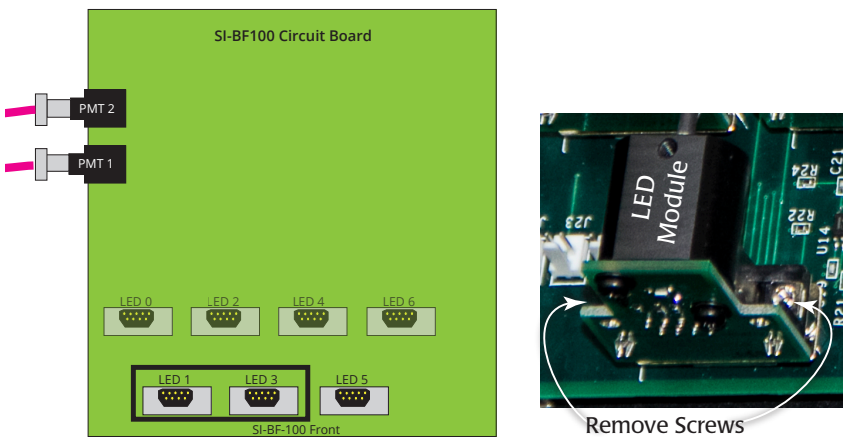 SI-BF100 Circuit Board
PMT 2
PMT 1
LED 0
LED 2
LED 4
LED 6
LED 1
LED 3
LED 5
SI-BF-100 Front
LED
Module
J23
R24
C21
R22
U14
R21
Remove Screws